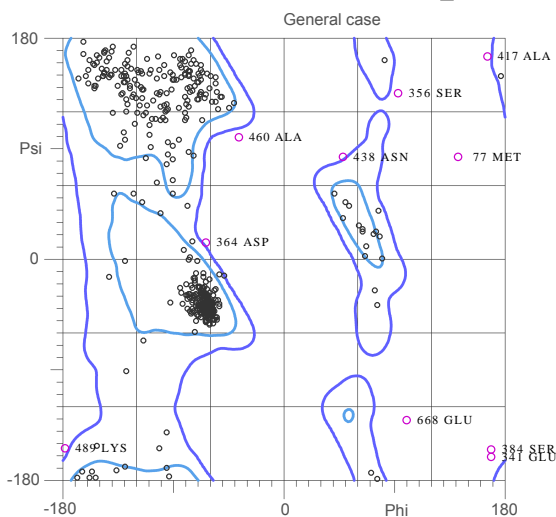 General case
180
417 ALA
356 SER
460 ALA
Psi
438 ASN
77 MET
364 ASP
0
668 GLU
489 LYS
384 SER
341 GLU
-180
-180
0
Phi
180